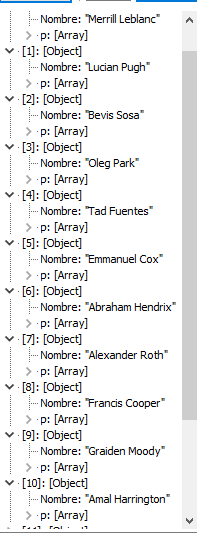 Nombre: "Merrill Leblanc"
p: [Array]
[1]: [Object]
Nombre: "Lucian Pugh"
p: [Array]
[2]: [Object]
Nombre: "Bevis Sosa"
p: [Array]
[3]: [Object]
Nombre: "Oleg Park"
p: [Array]
[4]: [Object]
Nombre: "Tad Fuentes"
p: [Array]
[5]: [Object]
Nombre: "Emmanuel Cox"
p: [Array]
[6]: [Object]
Nombre: "Abraham Hendrix"
p: [Array]
[7]: [Object]
Nombre: "Alexander Roth"
p: [Array]
[8]: [Object]
Nombre: "Francis Cooper"
p: [Array]
[9]: [Object]
Nombre: "Graiden Moody"
p: [Array]
[10]: [Object]
Nombre: "Amal Harrington"
p: [Array]